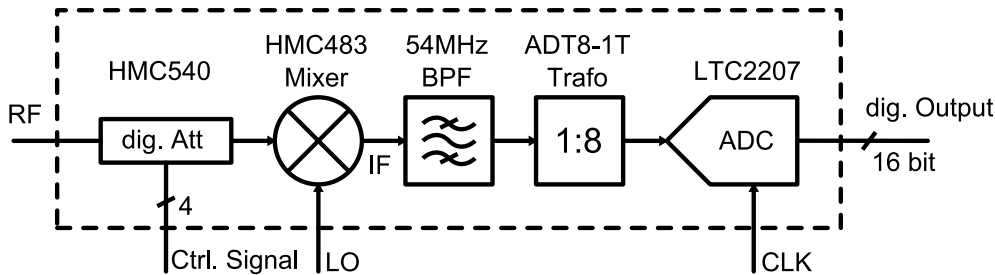 HMC540
HMC483
Mixer
54MHz
BPF
ADT8-1T
Trafo
LTC2207
RF
dig. Att
IF
1:8
ADC
dig. Output
16 bit
4
Ctrl. Signal
LO
CLK